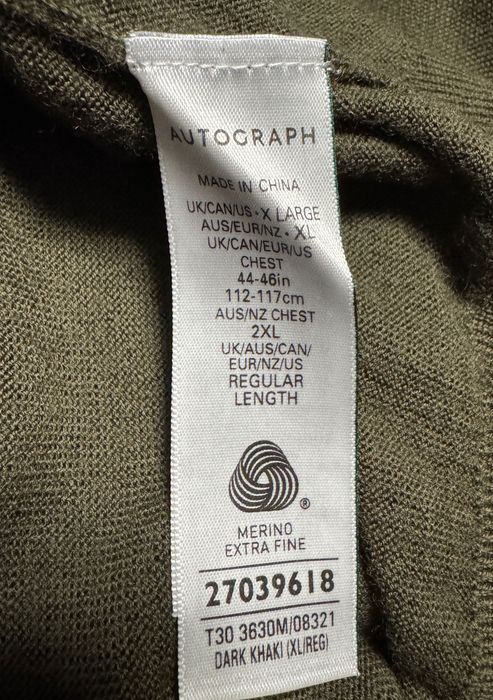 AUTOGRAPH
MADE IN CHINA
UK/CAN/US · X LARGE
AUS/EUR/NZ · XL
UK/CAN/EUR/US
CHEST
44-46in
112-117cm
AUS/NZ CHEST
2XL
UK/AUS/CAN/
EUR/NZ/US
REGULAR
LENGTH
®
MERINO
EXTRA FINE
27039618
T30 3630M/08321
DARK KHAKI (XL/REG)